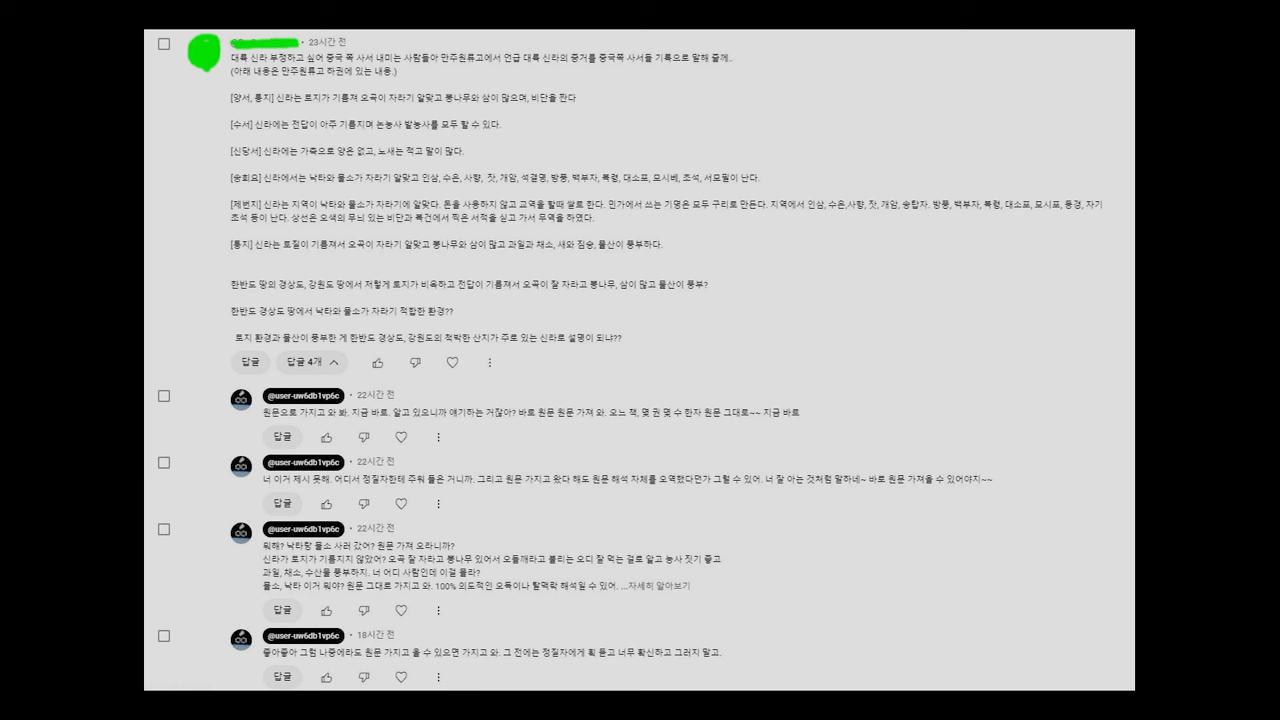 23시간 전
대륙 신라 부정하고 싶어 중국 쪽 사서 내미는 사람들아 만주원류고에서 언급 대륙 신라의 증거를 중국쪽 사서들 기록으로 말해 줄께..
(아래 내용은 만주원류고 하권에 있는 내용.)
[양서, 통지] 신라는 토지가 기름져 오곡이 자라기 알맞고 뽕나무와 삼이 많으며, 비단을 짠다
[수서] 신라에는 전답이 아주 기름지며 논농사 밭농사를 모두 할 수 있다.
[신당서] 신라에는 가축으로 양은 없고, 노새는 적고 말이 많다.
[송회요] 신라에서는 낙타와 물소가 자라기 알맞고 인삼, 수은, 사향, 잣, 개암, 석결명, 방풍, 백부자, 복령, 대소포, 모시베, 조석, 서모필이 난다.
[제번지] 신라는 지역이 낙타와 물소가 자라기에 알맞다. 돈을 사용하지 않고 교역을 할때 쌀로 한다. 민가에서 쓰는 기명은 모두 구리로 만든다. 지역에서 인삼, 수은,사향, 잣, 개암, 송탑자. 방풍, 백부자, 복령, 대소포, 모시포, 동경, 자기
조석 등이 난다. 상선은 오색의 무늬 있는 비단과 복건에서 찍은 서적을 싣고 가서 무역을 하였다.
[통지] 신라는 토질이 기름져서 오곡이 자라기 알맞고 뽕나무와 삼이 많고 과일과 채소, 새와 짐승, 물산이 풍부하다.
한반도 땅의 경상도, 강원도 땅에서 저렇게 토지가 비옥하고 전답이 기름져서 오곡이 잘 자라고 뽕나무, 삼이 많고 물산이 풍부?
한반도 경상도 땅에서 낙타와 물소가 자라기 적합한 환경??
토지 환경과 물산이 풍부한 게 한반도 경상도, 강원도의 척박한 산지가 주로 있는 신라로 설명이 되냐??
답글 답글 4개
@user-uw6db1vp6c • 22시간 전
원문으로 가지고 와 봐. 지금 바로. 알고 있으니까 얘기하는 거잖아? 바로 원문 원문 가져 와. 오느 책, 몇 권 몇 수 한자 원문 그대로~~ 지금 바로
답글
@user-uw6db1vp6c • 22시간 전
너 이거 제시 못해. 어디서 정질자한테 주워 들은 거니까. 그리고 원문 가지고 왔다 해도 원문 해석 자체를 오역했다면가 그럴 수 있어. 너 잘 아는 것처럼 말하네~ 바로 원문 가져올 수 있어야지~~
답글
@user-uw6db1vp6c • 22시간 전
뭐해? 낙타랑 물소 사러 갔어? 원문 가져 오라니까?
신라가 토지가 기름지지 않았어? 오곡 잘 자라고 뽕나무 있어서 오들깨라고 불리는 오디 잘 먹는 걸로 알고 농사 짓기 좋고
과일, 채소, 수산물 풍부하지. 너 어디 사람인데 이걸 몰라?
물소, 낙타 이거 뭐야? 원문 그대로 가지고 와. 100% 의도적인 오독이나 탈맥락 해석일 수 있어. ...자세히 알아보기
답글
@user-uw6db1vp6c • 18시간 전
좋아좋아 그럼 나중에라도 원문 가지고 올 수 있으면 가지고 와. 그 전에는 정질자에게 휙 듣고 너무 확신하고 그러지 말고.
답글